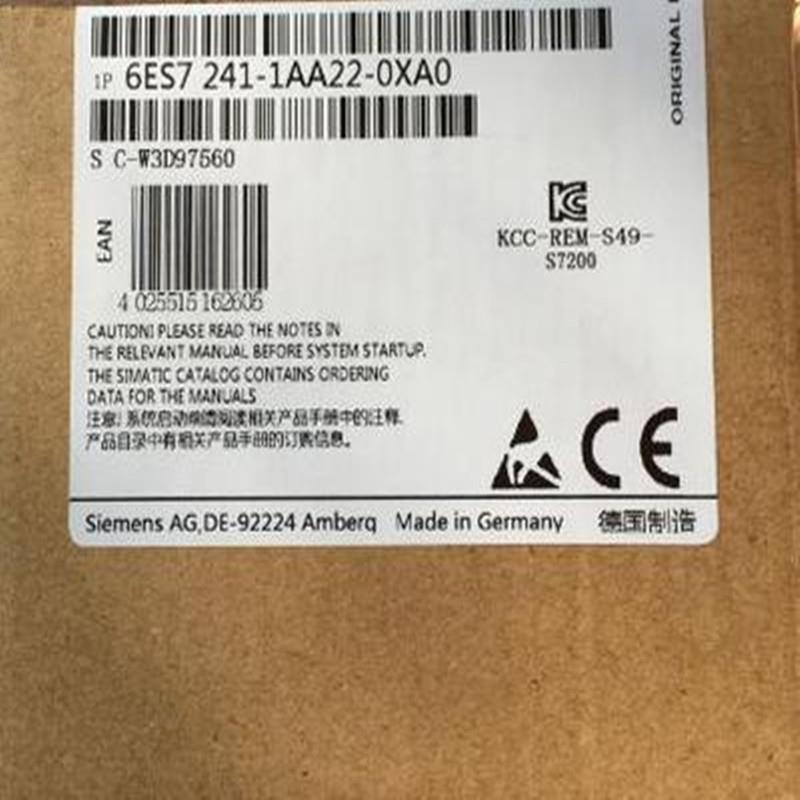 1P 6ES7 241-1AA22-0XA0
S C-W3D97560
EAN
4 025515 162605
KCC-REM-S49-
S7200
CAUTION! PLEASE READ THE NOTES IN
THE RELEVANT MANUAL BEFORE SYSTEM STARTUP.
THE SIMATIC CATALOG CONTAINS ORDERING
DATA FOR THE MANUALS
注意! 系统启动前请阅读相关产品手册中的注释.
产品目录中有相关产品手册的订购信息。
CE
Siemens AG,DE-92224 Amberg Made in Germany 德国制造
ORIGINAL